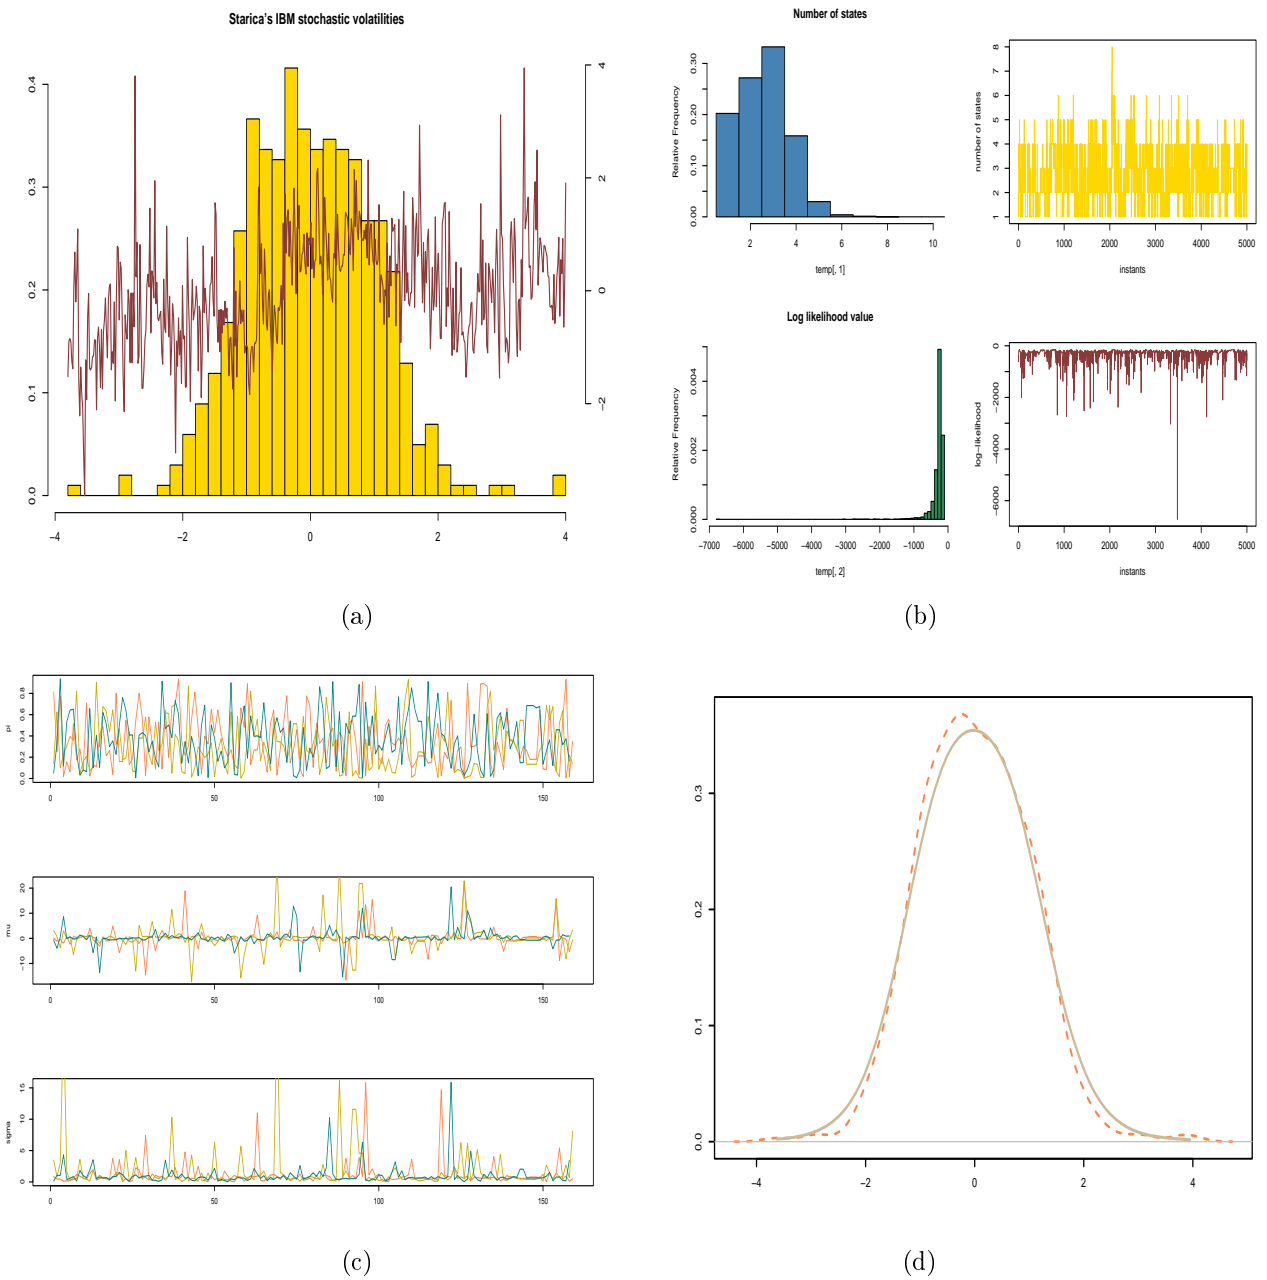 Starica's IBM stochastic volatilities
0.0 0.1 0.2 0.3 0.4
−2 0 2 4
−4 −2 0 2 4
(a)
Number of states
Relative Frequency
0.00 0.10 0.20 0.30
2 4 6 8 10
temp[, 1]
number of states
1 2 3 4 5 6 7 8
0 1000 2000 3000 4000 5000
instants
Log likelihood value
Relative Frequency
0.000 0.002 0.004
−7000 −6000 −5000 −4000 −3000 −2000 −1000 0
temp[, 2]
log−likelihood
−6000 −4000 −2000 0
0 1000 2000 3000 4000 5000
instants
(b)
pi
0.0 0.2 0.4 0.6 0.8
0 50 100 150
mu
−10 0 10 20
0 50 100 150
sigma
0 5 10 15
0 50 100 150
(c)
0.0 0.1 0.2 0.3
−4 −2 0 2 4
(d)